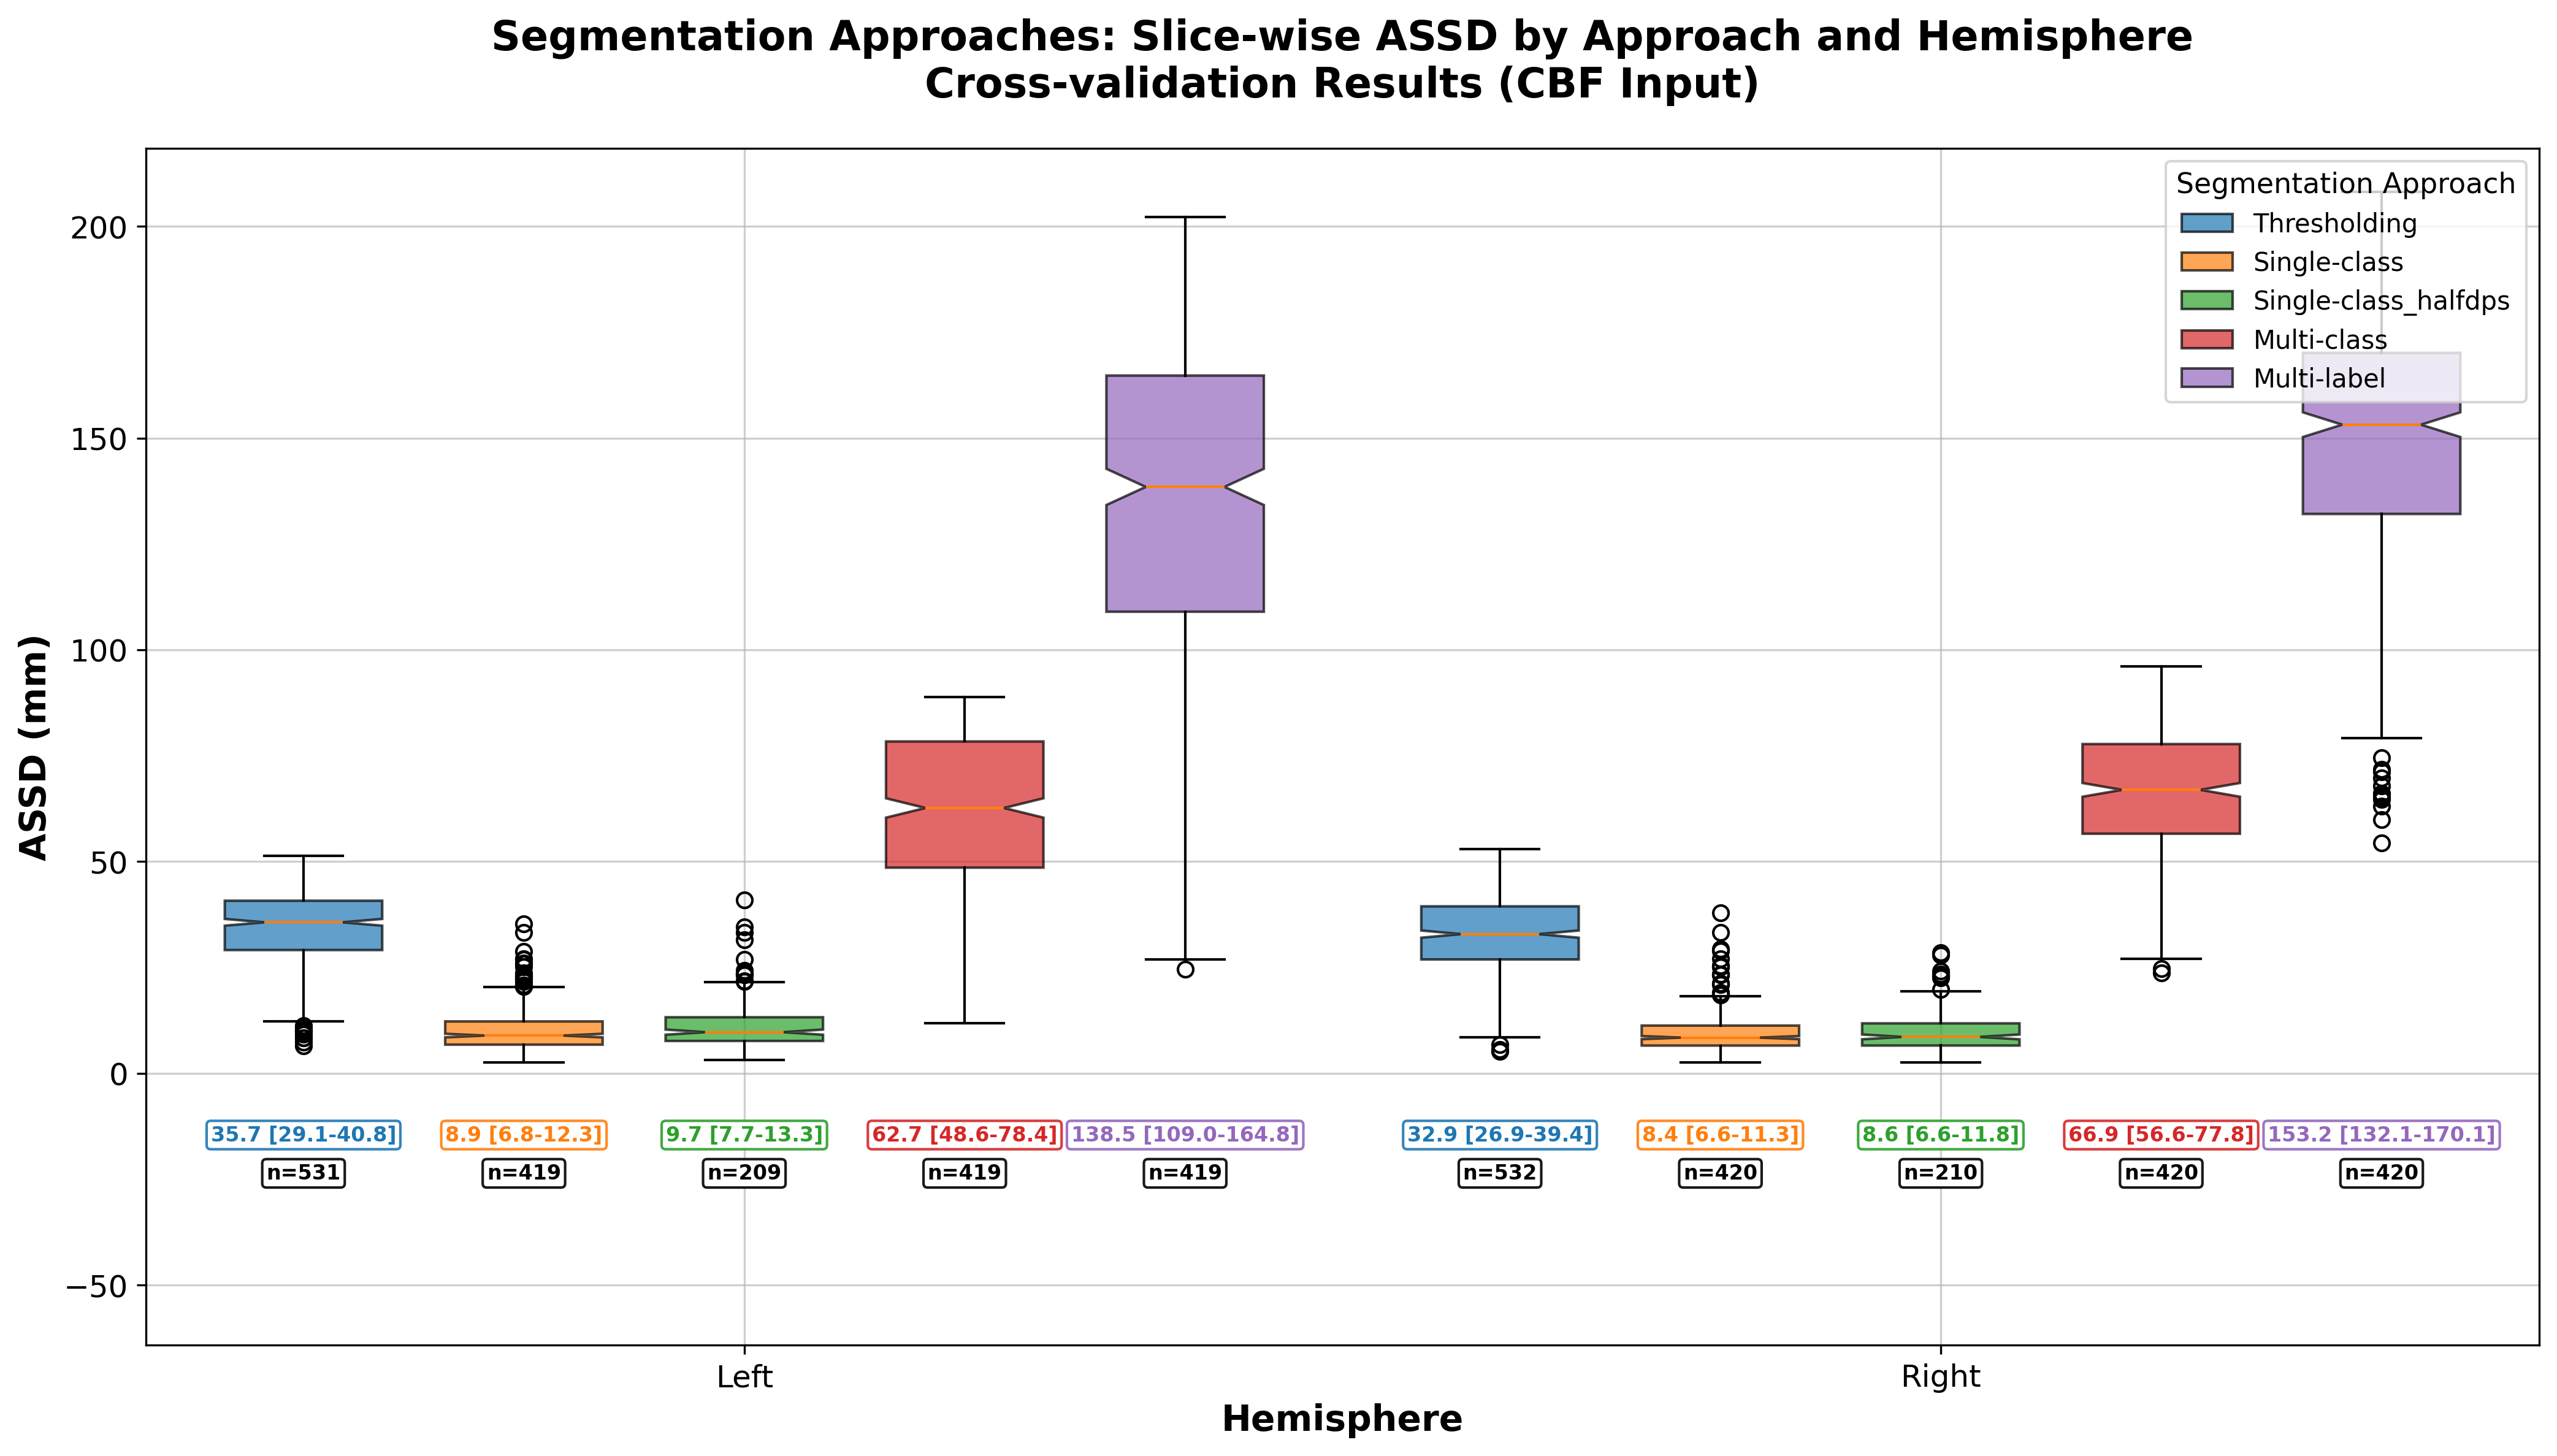 Segmentation Approaches: Slice-wise ASSD by Approach and Hemisphere
Cross-validation Results (CBF Input)
Segmentation Approach
Thresholding
Single-class
Single-class_halfdps
Multi-class
Multi-label
ASSD (mm)
200
150
100
50
0
−50
35.7 [29.1-40.8] 8.9 [6.8-12.3] 9.7 [7.7-13.3] 62.7 [48.6-78.4] 138.5 [109.0-164.8] 32.9 [26.9-39.4] 8.4 [6.6-11.3] 8.6 [6.6-11.8] 66.9 [56.6-77.8] 153.2 [132.1-170.1]
n=531 n=419 n=209 n=419 n=419 n=532 n=420 n=210 n=420 n=420
Left Right
Hemisphere